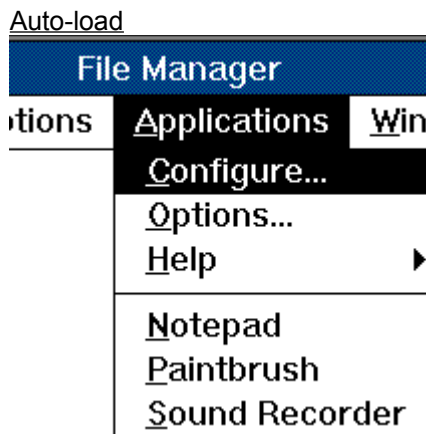 Auto-load
File Manager
tions Applications Win
Configure...
Options...
Help
Notepad
Paintbrush
Sound Recorder